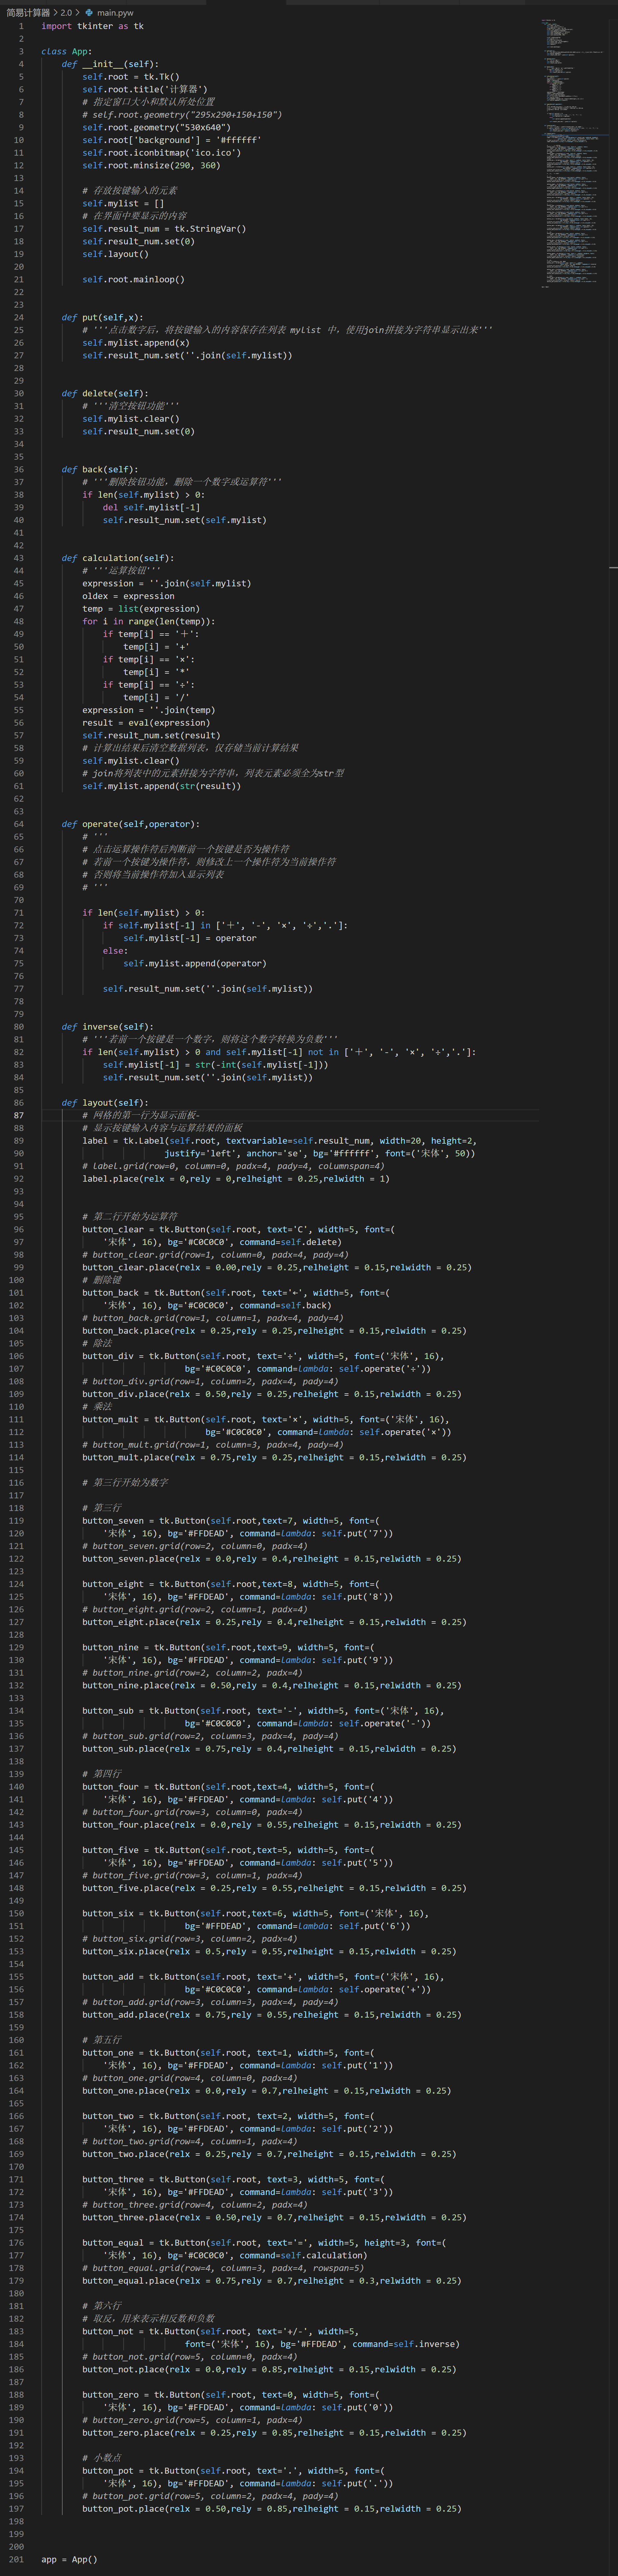 简易计算器 > 2.0 > main.pyw
1 import tkinter as tk
2
3 class App:
4 def __init__(self):
5 self.root = tk.Tk()
6 self.root.title('计算器')
7 # 指定窗口大小和默认所处位置
8 # self.root.geometry("295x290+150+150")
9 self.root.geometry("530x640")
10 self.root['background'] = '#ffffff'
11 self.root.iconbitmap('ico.ico')
12 self.root.minsize(290, 360)
13
14 # 存放按键输入的元素
15 self.mylist = []
16 # 在界面中要显示的内容
17 self.result_num = tk.StringVar()
18 self.result_num.set(0)
19 self.layout()
20
21 self.root.mainloop()
22
23
24 def put(self,x):
25 # '''点击数字后，将按键输入的内容保存在列表 mylist 中，使用join拼接为字符串显示出来'''
26 self.mylist.append(x)
27 self.result_num.set(''.join(self.mylist))
28
29
30 def delete(self):
31 # '''清空按钮功能'''
32 self.mylist.clear()
33 self.result_num.set(0)
34
35
36 def back(self):
37 # '''删除按钮功能，删除一个数字或运算符'''
38 if len(self.mylist) > 0:
39 del self.mylist[-1]
40 self.result_num.set(self.mylist)
41
42
43 def calculation(self):
44 # '''运算按钮'''
45 expression = ''.join(self.mylist)
46 oldex = expression
47 temp = list(expression)
48 for i in range(len(temp)):
49 if temp[i] == '＋':
50 temp[i] = '+'
51 if temp[i] == '×':
52 temp[i] = '*'
53 if temp[i] == '÷':
54 temp[i] = '/'
55 expression = ''.join(temp)
56 result = eval(expression)
57 self.result_num.set(result)
58 # 计算出结果后清空数据列表，仅存储当前计算结果
59 self.mylist.clear()
60 # join将列表中的元素拼接为字符串，列表元素必须全为str型
61 self.mylist.append(str(result))
62
63
64 def operate(self,operator):
65 # '''
66 # 点击运算操作符后判断前一个按键是否为操作符
67 # 若前一个按键为操作符，则修改上一个操作符为当前操作符
68 # 否则将当前操作符加入显示列表
69 # '''
70
71 if len(self.mylist) > 0:
72 if self.mylist[-1] in ['＋', '-', '×', '÷','.']:
73 self.mylist[-1] = operator
74 else:
75 self.mylist.append(operator)
76
77 self.result_num.set(''.join(self.mylist))
78
79
80 def inverse(self):
81 # '''若前一个按键是一个数字，则将这个数字转换为负数'''
82 if len(self.mylist) > 0 and self.mylist[-1] not in ['＋', '-', '×', '÷','.']:
83 self.mylist[-1] = str(-int(self.mylist[-1]))
84 self.result_num.set(''.join(self.mylist))
85
86 def layout(self):
87 # 网格的第一行为显示面板-
88 # 显示按键输入内容与运算结果的面板
89 label = tk.Label(self.root, textvariable=self.result_num, width=20, height=2,
90 justify='left', anchor='se', bg='#ffffff', font=('宋体', 50))
91 # label.grid(row=0, column=0, padx=4, pady=4, columnspan=4)
92 label.place(relx = 0,rely = 0,relheight = 0.25,relwidth = 1)
93
94
95 # 第二行开始为运算符
96 button_clear = tk.Button(self.root, text='C', width=5, font=(
97 '宋体', 16), bg='#C0C0C0', command=self.delete)
98 # button_clear.grid(row=1, column=0, padx=4, pady=4)
99 button_clear.place(relx = 0.00,rely = 0.25,relheight = 0.15,relwidth = 0.25)
100 # 删除键
101 button_back = tk.Button(self.root, text='←', width=5, font=(
102 '宋体', 16), bg='#C0C0C0', command=self.back)
103 # button_back.grid(row=1, column=1, padx=4, pady=4)
104 button_back.place(relx = 0.25,rely = 0.25,relheight = 0.15,relwidth = 0.25)
105 # 除法
106 button_div = tk.Button(self.root, text='÷', width=5, font=('宋体', 16),
107 bg='#C0C0C0', command=lambda: self.operate('÷'))
108 # button_div.grid(row=1, column=2, padx=4, pady=4)
109 button_div.place(relx = 0.50,rely = 0.25,relheight = 0.15,relwidth = 0.25)
110 # 乘法
111 button_mult = tk.Button(self.root, text='×', width=5, font=('宋体', 16),
112 bg='#C0C0C0', command=lambda: self.operate('×'))
113 # button_mult.grid(row=1, column=3, padx=4, pady=4)
114 button_mult.place(relx = 0.75,rely = 0.25,relheight = 0.15,relwidth = 0.25)
115
116 # 第三行开始为数字
117
118 # 第三行
119 button_seven = tk.Button(self.root,text=7, width=5, font=(
120 '宋体', 16), bg='#FFDEAD', command=lambda: self.put('7'))
121 # button_seven.grid(row=2, column=0, padx=4)
122 button_seven.place(relx = 0.0,rely = 0.4,relheight = 0.15,relwidth = 0.25)
123
124 button_eight = tk.Button(self.root,text=8, width=5, font=(
125 '宋体', 16), bg='#FFDEAD', command=lambda: self.put('8'))
126 # button_eight.grid(row=2, column=1, padx=4)
127 button_eight.place(relx = 0.25,rely = 0.4,relheight = 0.15,relwidth = 0.25)
128
129 button_nine = tk.Button(self.root,text=9, width=5, font=(
130 '宋体', 16), bg='#FFDEAD', command=lambda: self.put('9'))
131 # button_nine.grid(row=2, column=2, padx=4)
132 button_nine.place(relx = 0.50,rely = 0.4,relheight = 0.15,relwidth = 0.25)
133
134 button_sub = tk.Button(self.root, text='-', width=5, font=('宋体', 16),
135 bg='#C0C0C0', command=lambda: self.operate('-'))
136 # button_sub.grid(row=2, column=3, padx=4, pady=4)
137 button_sub.place(relx = 0.75,rely = 0.4,relheight = 0.15,relwidth = 0.25)
138
139 # 第四行
140 button_four = tk.Button(self.root,text=4, width=5, font=(
141 '宋体', 16), bg='#FFDEAD', command=lambda: self.put('4'))
142 # button_four.grid(row=3, column=0, padx=4)
143 button_four.place(relx = 0.0,rely = 0.55,relheight = 0.15,relwidth = 0.25)
144
145 button_five = tk.Button(self.root,text=5, width=5, font=(
146 '宋体', 16), bg='#FFDEAD', command=lambda: self.put('5'))
147 # button_five.grid(row=3, column=1, padx=4)
148 button_five.place(relx = 0.25,rely = 0.55,relheight = 0.15,relwidth = 0.25)
149
150 button_six = tk.Button(self.root,text=6, width=5, font=('宋体', 16),
151 bg='#FFDEAD', command=lambda: self.put('6'))
152 # button_six.grid(row=3, column=2, padx=4)
153 button_six.place(relx = 0.5,rely = 0.55,relheight = 0.15,relwidth = 0.25)
154
155 button_add = tk.Button(self.root, text='+', width=5, font=('宋体', 16),
156 bg='#C0C0C0', command=lambda: self.operate('+'))
157 # button_add.grid(row=3, column=3, padx=4, pady=4)
158 button_add.place(relx = 0.75,rely = 0.55,relheight = 0.15,relwidth = 0.25)
159
160 # 第五行
161 button_one = tk.Button(self.root, text=1, width=5, font=(
162 '宋体', 16), bg='#FFDEAD', command=lambda: self.put('1'))
163 # button_one.grid(row=4, column=0, padx=4)
164 button_one.place(relx = 0.0,rely = 0.7,relheight = 0.15,relwidth = 0.25)
165
166 button_two = tk.Button(self.root, text=2, width=5, font=(
167 '宋体', 16), bg='#FFDEAD', command=lambda: self.put('2'))
168 # button_two.grid(row=4, column=1, padx=4)
169 button_two.place(relx = 0.25,rely = 0.7,relheight = 0.15,relwidth = 0.25)
170
171 button_three = tk.Button(self.root, text=3, width=5, font=(
172 '宋体', 16), bg='#FFDEAD', command=lambda: self.put('3'))
173 # button_three.grid(row=4, column=2, padx=4)
174 button_three.place(relx = 0.50,rely = 0.7,relheight = 0.15,relwidth = 0.25)
175
176 button_equal = tk.Button(self.root, text='=', width=5, height=3, font=(
177 '宋体', 16), bg='#C0C0C0', command=self.calculation)
178 # button_equal.grid(row=4, column=3, padx=4, rowspan=5)
179 button_equal.place(relx = 0.75,rely = 0.7,relheight = 0.3,relwidth = 0.25)
180
181 # 第六行
182 # 取反，用来表示相反数和负数
183 button_not = tk.Button(self.root, text='+/-', width=5,
184 font=('宋体', 16), bg='#FFDEAD', command=self.inverse)
185 # button_not.grid(row=5, column=0, padx=4)
186 button_not.place(relx = 0.0,rely = 0.85,relheight = 0.15,relwidth = 0.25)
187
188 button_zero = tk.Button(self.root, text=0, width=5, font=(
189 '宋体', 16), bg='#FFDEAD', command=lambda: self.put('0'))
190 # button_zero.grid(row=5, column=1, padx=4)
191 button_zero.place(relx = 0.25,rely = 0.85,relheight = 0.15,relwidth = 0.25)
192
193 # 小数点
194 button_pot = tk.Button(self.root, text='.', width=5, font=(
195 '宋体', 16), bg='#FFDEAD', command=lambda: self.put('.'))
196 # button_pot.grid(row=5, column=2, padx=4, pady=4)
197 button_pot.place(relx = 0.50,rely = 0.85,relheight = 0.15,relwidth = 0.25)
198
199
200
201 app = App()